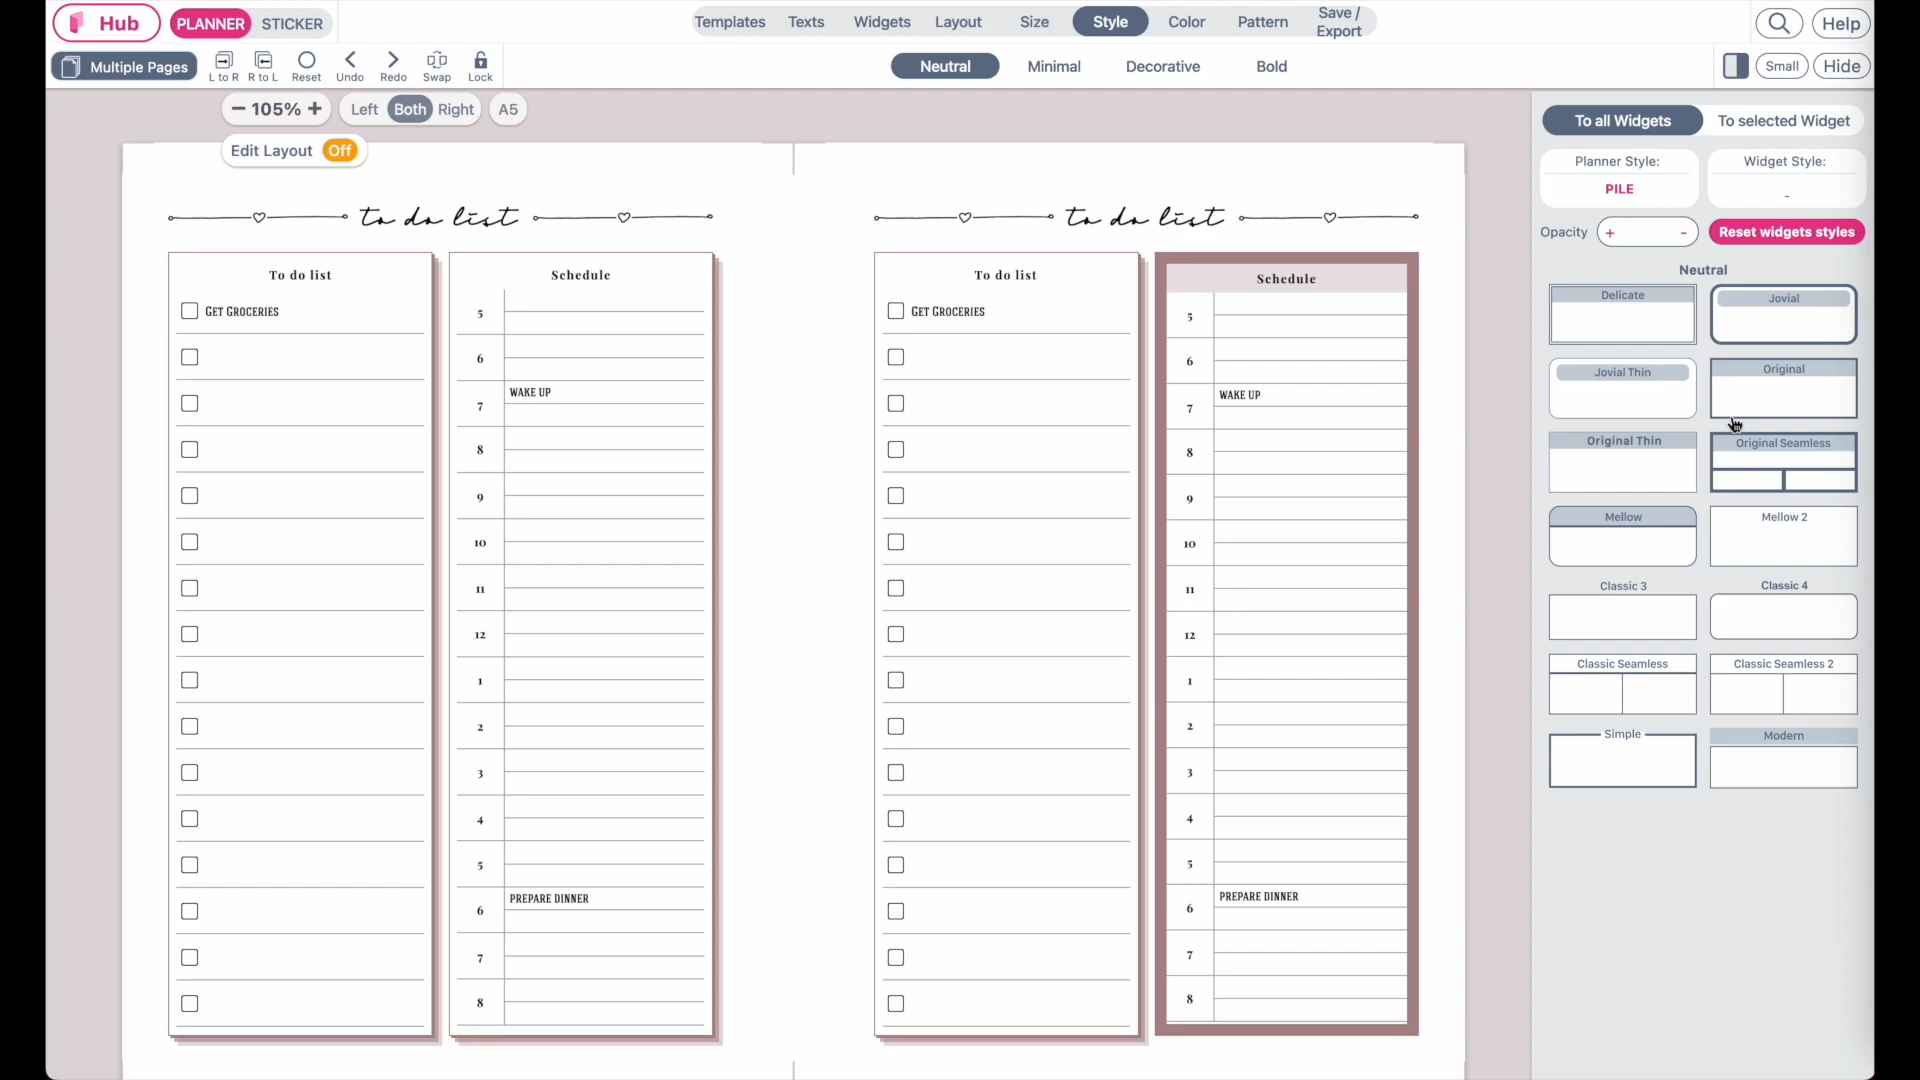 Hub PLANNER STICKER Templates Texts Widgets Layout Size Style Color Pattern Save / Export Help
Multiple Pages L to R R to L Reset Undo Redo Swap Lock Neutral Minimal Decorative Bold Small Hide
− 105% + Left Both Right A5
Edit Layout Off
to do list
To do list
GET GROCERIES
Schedule
5
6
WAKE UP
7
8
9
10
11
12
1
2
3
4
5
PREPARE DINNER
6
7
8
to do list
To do list
GET GROCERIES
Schedule
5
6
WAKE UP
7
8
9
10
11
12
1
2
3
4
5
PREPARE DINNER
6
7
8
To all Widgets To selected Widget
Planner Style: Widget Style:
PILE -
Opacity + - Reset widgets styles
Neutral
Delicate Jovial
Jovial Thin Original
Original Thin Original Seamless
Mellow Mellow 2
Classic 3 Classic 4
Classic Seamless Classic Seamless 2
Simple Modern